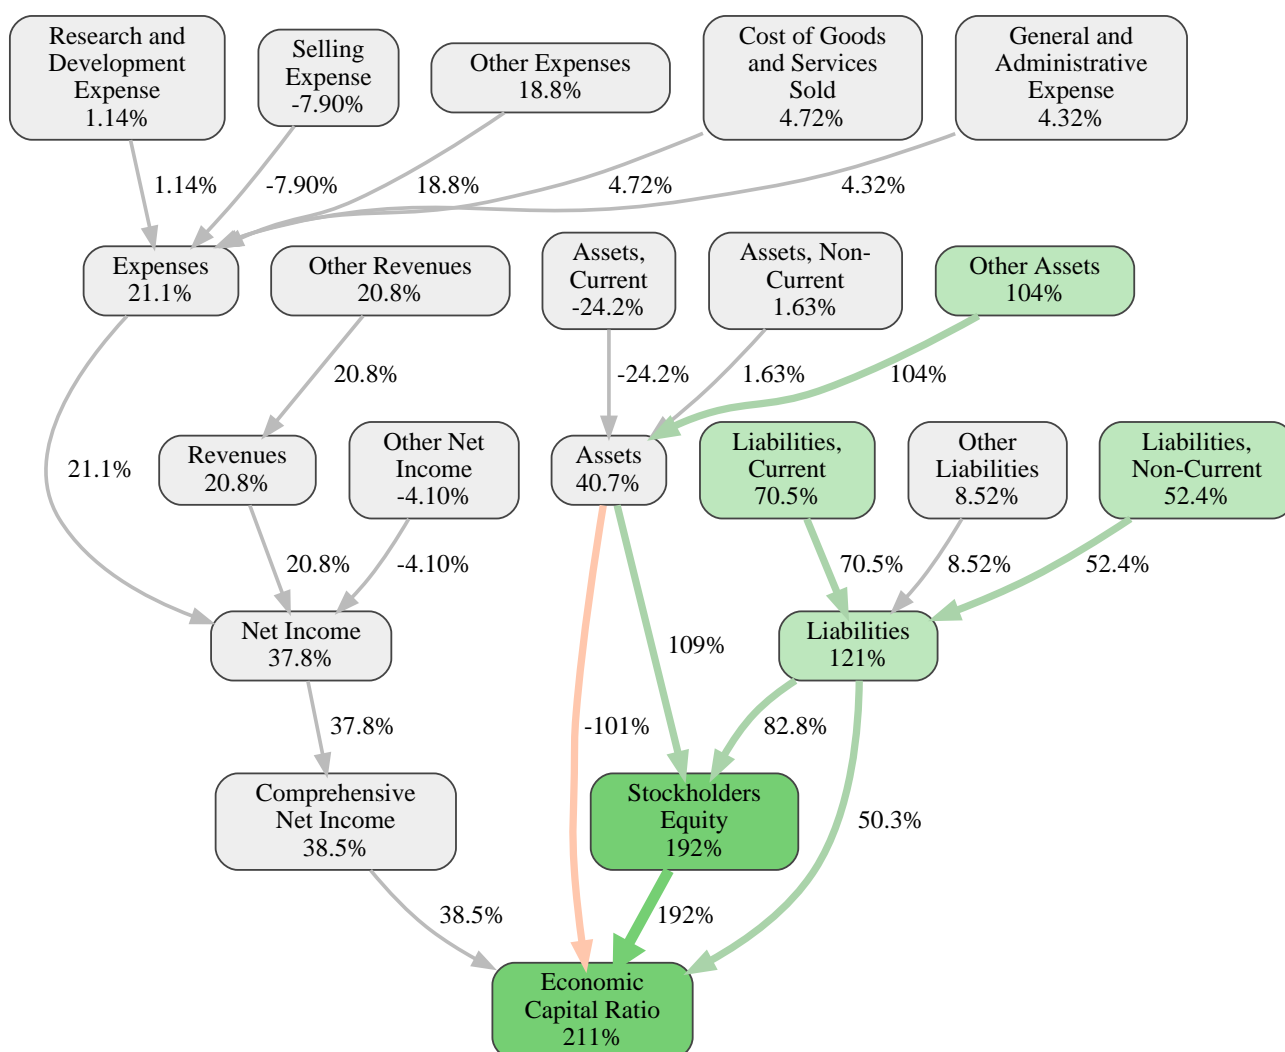 Research and
Development
Expense
1.14%
Selling
Expense
-7.90%
Other Expenses
18.8%
Cost of Goods
and Services
Sold
4.72%
General and
Administrative
Expense
4.32%
1.14%
-7.90%
18.8%
4.72%
4.32%
Expenses
21.1%
Other Revenues
20.8%
Assets,
Current
-24.2%
Assets, Non-
Current
1.63%
Other Assets
104%
20.8%
-24.2%
1.63%
104%
21.1%
Revenues
20.8%
Other Net
Income
-4.10%
Assets
40.7%
Liabilities,
Current
70.5%
Other
Liabilities
8.52%
Liabilities,
Non-Current
52.4%
20.8%
-4.10%
70.5%
8.52%
52.4%
Net Income
37.8%
109%
Liabilities
121%
37.8%
-101%
82.8%
Comprehensive
Net Income
38.5%
Stockholders
Equity
192%
50.3%
38.5%
192%
Economic
Capital Ratio
211%